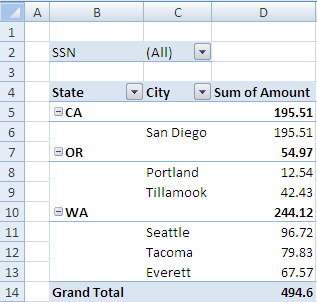 A B C D
1
2 SSN (All)
3
4 State City Sum of Amount
5 CA 195.51
6 San Diego 195.51
7 OR 54.97
8 Portland 12.54
9 Tillamook 42.43
10 WA 244.12
11 Seattle 96.72
12 Tacoma 79.83
13 Everett 67.57
14 Grand Total 494.6